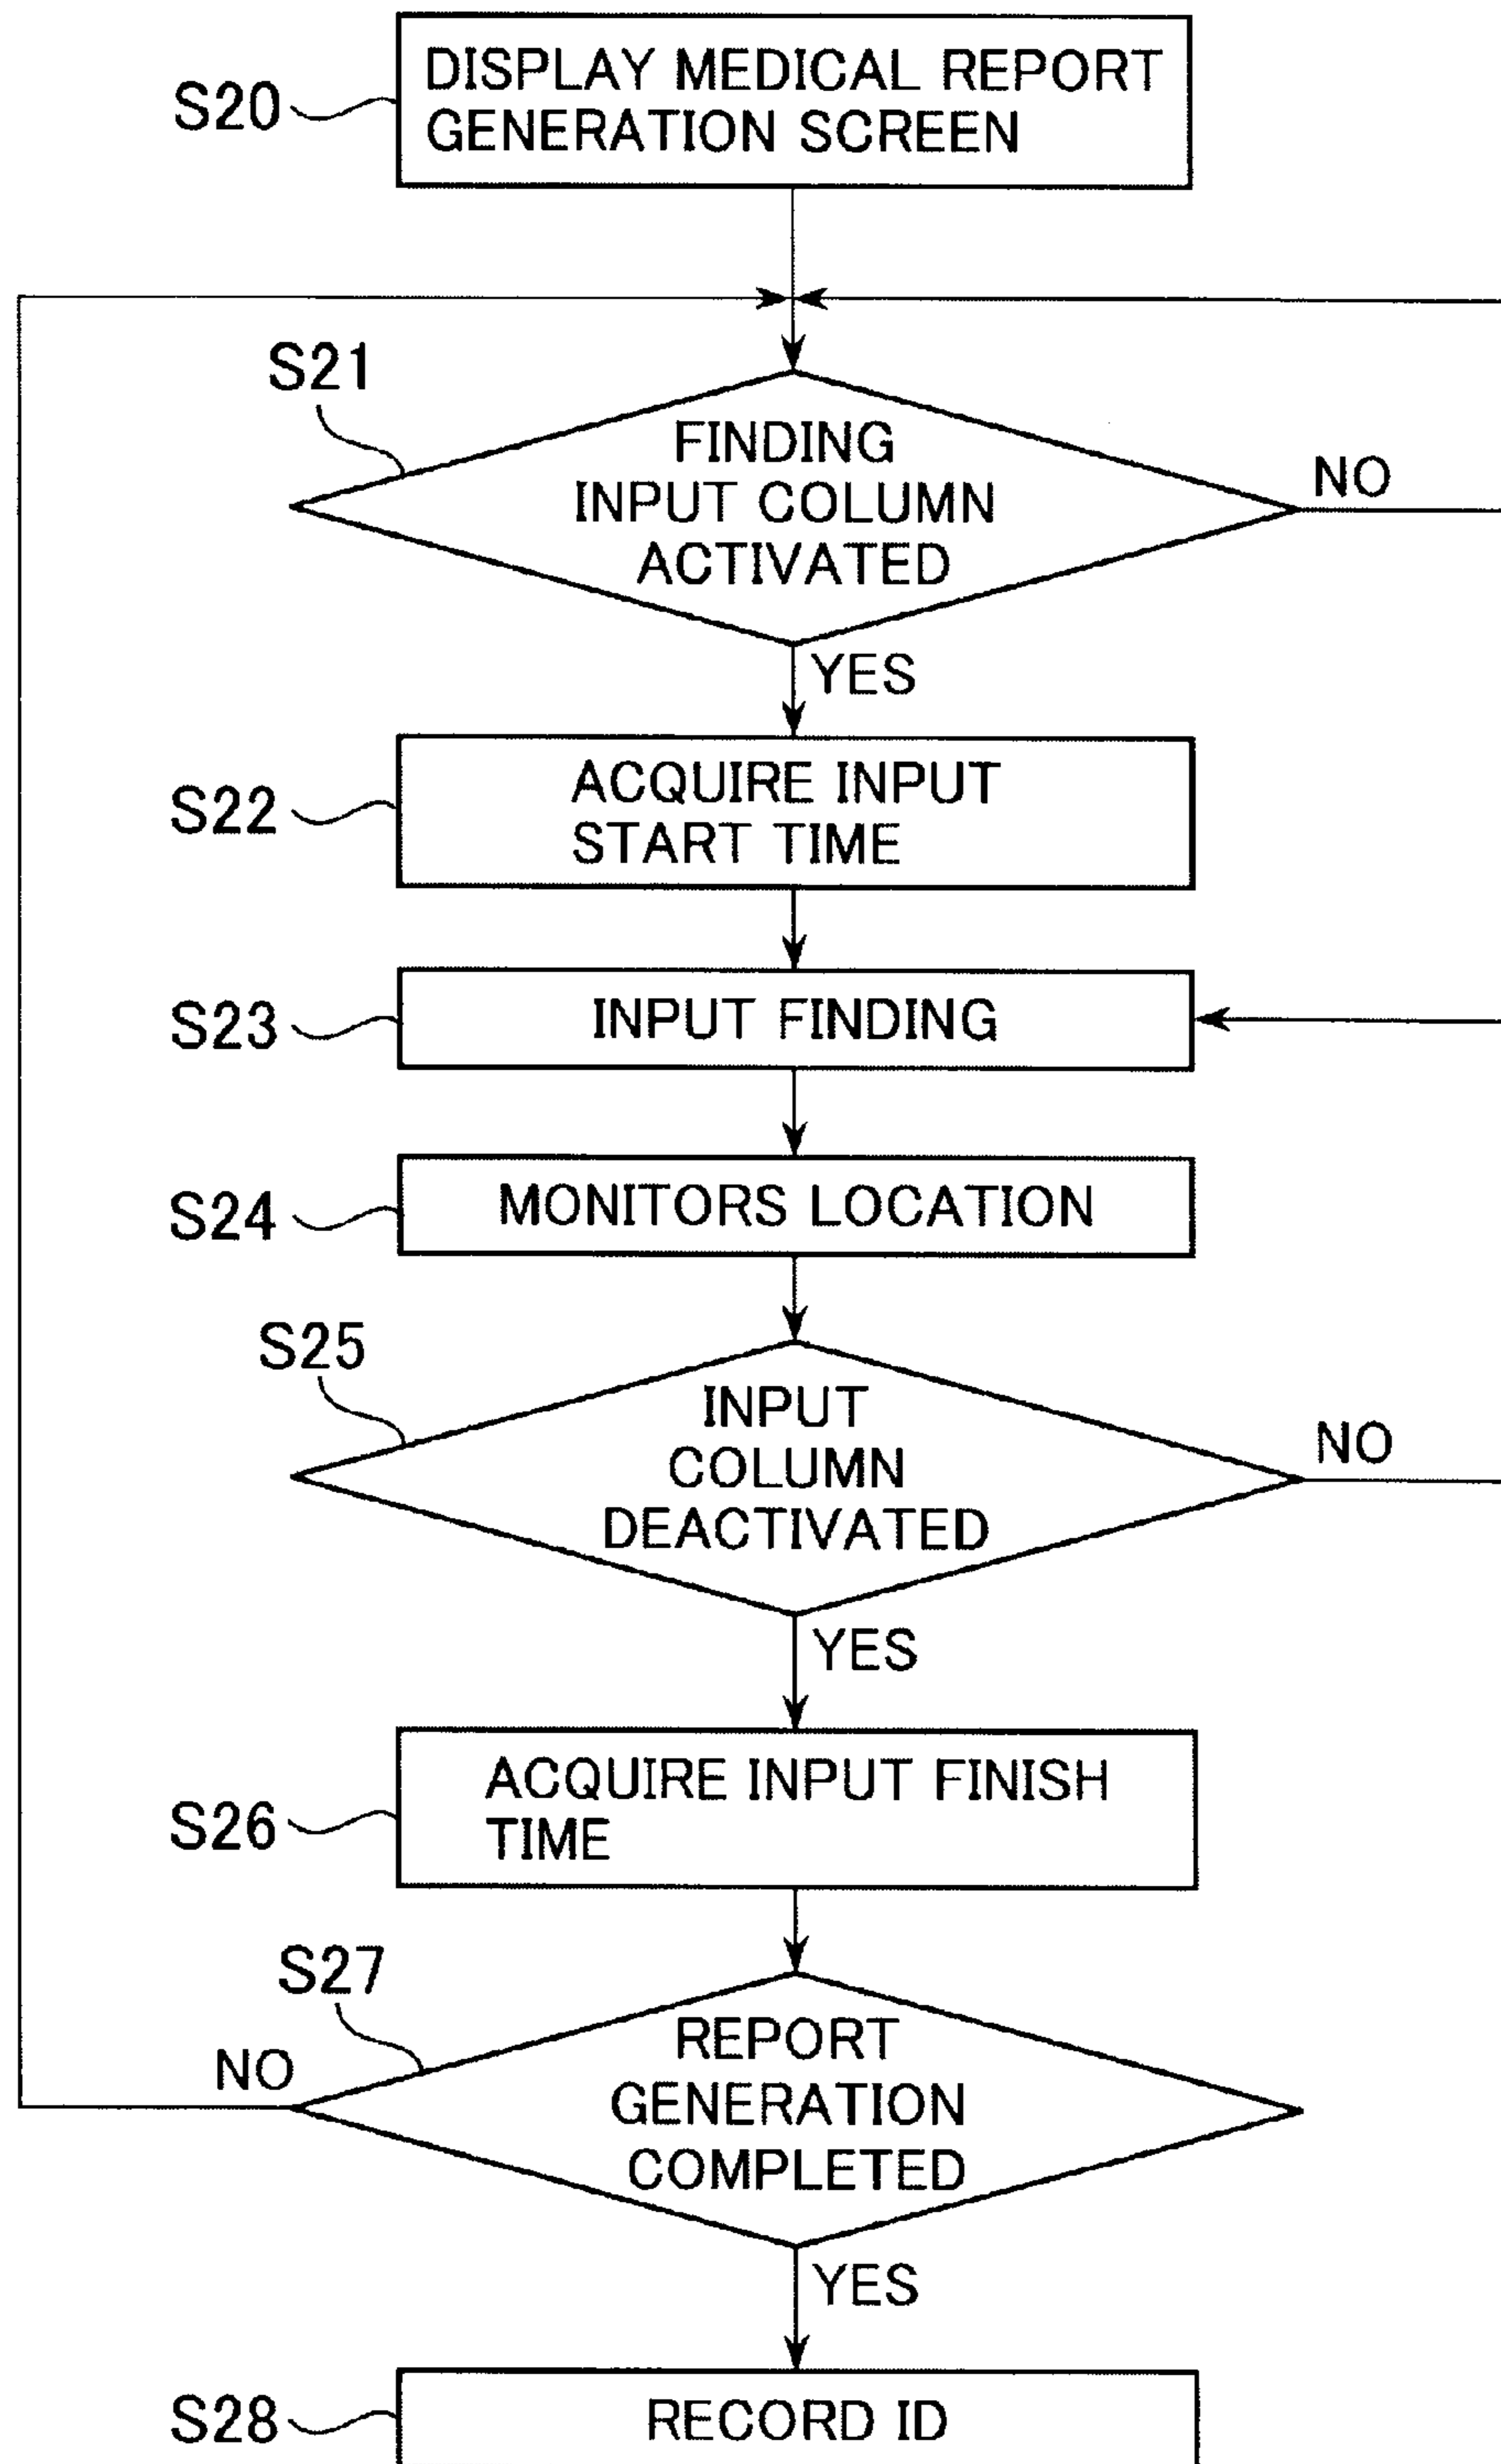 S20
DISPLAY MEDICAL REPORT
GENERATION SCREEN
S21
FINDING
INPUT COLUMN
ACTIVATED
NO
YES
S22
ACQUIRE INPUT
START TIME
S23
INPUT FINDING
S24
MONITORS LOCATION
S25
INPUT
COLUMN
DEACTIVATED
NO
YES
S26
ACQUIRE INPUT FINISH
TIME
S27
REPORT
GENERATION
COMPLETED
NO
YES
S28
RECORD ID